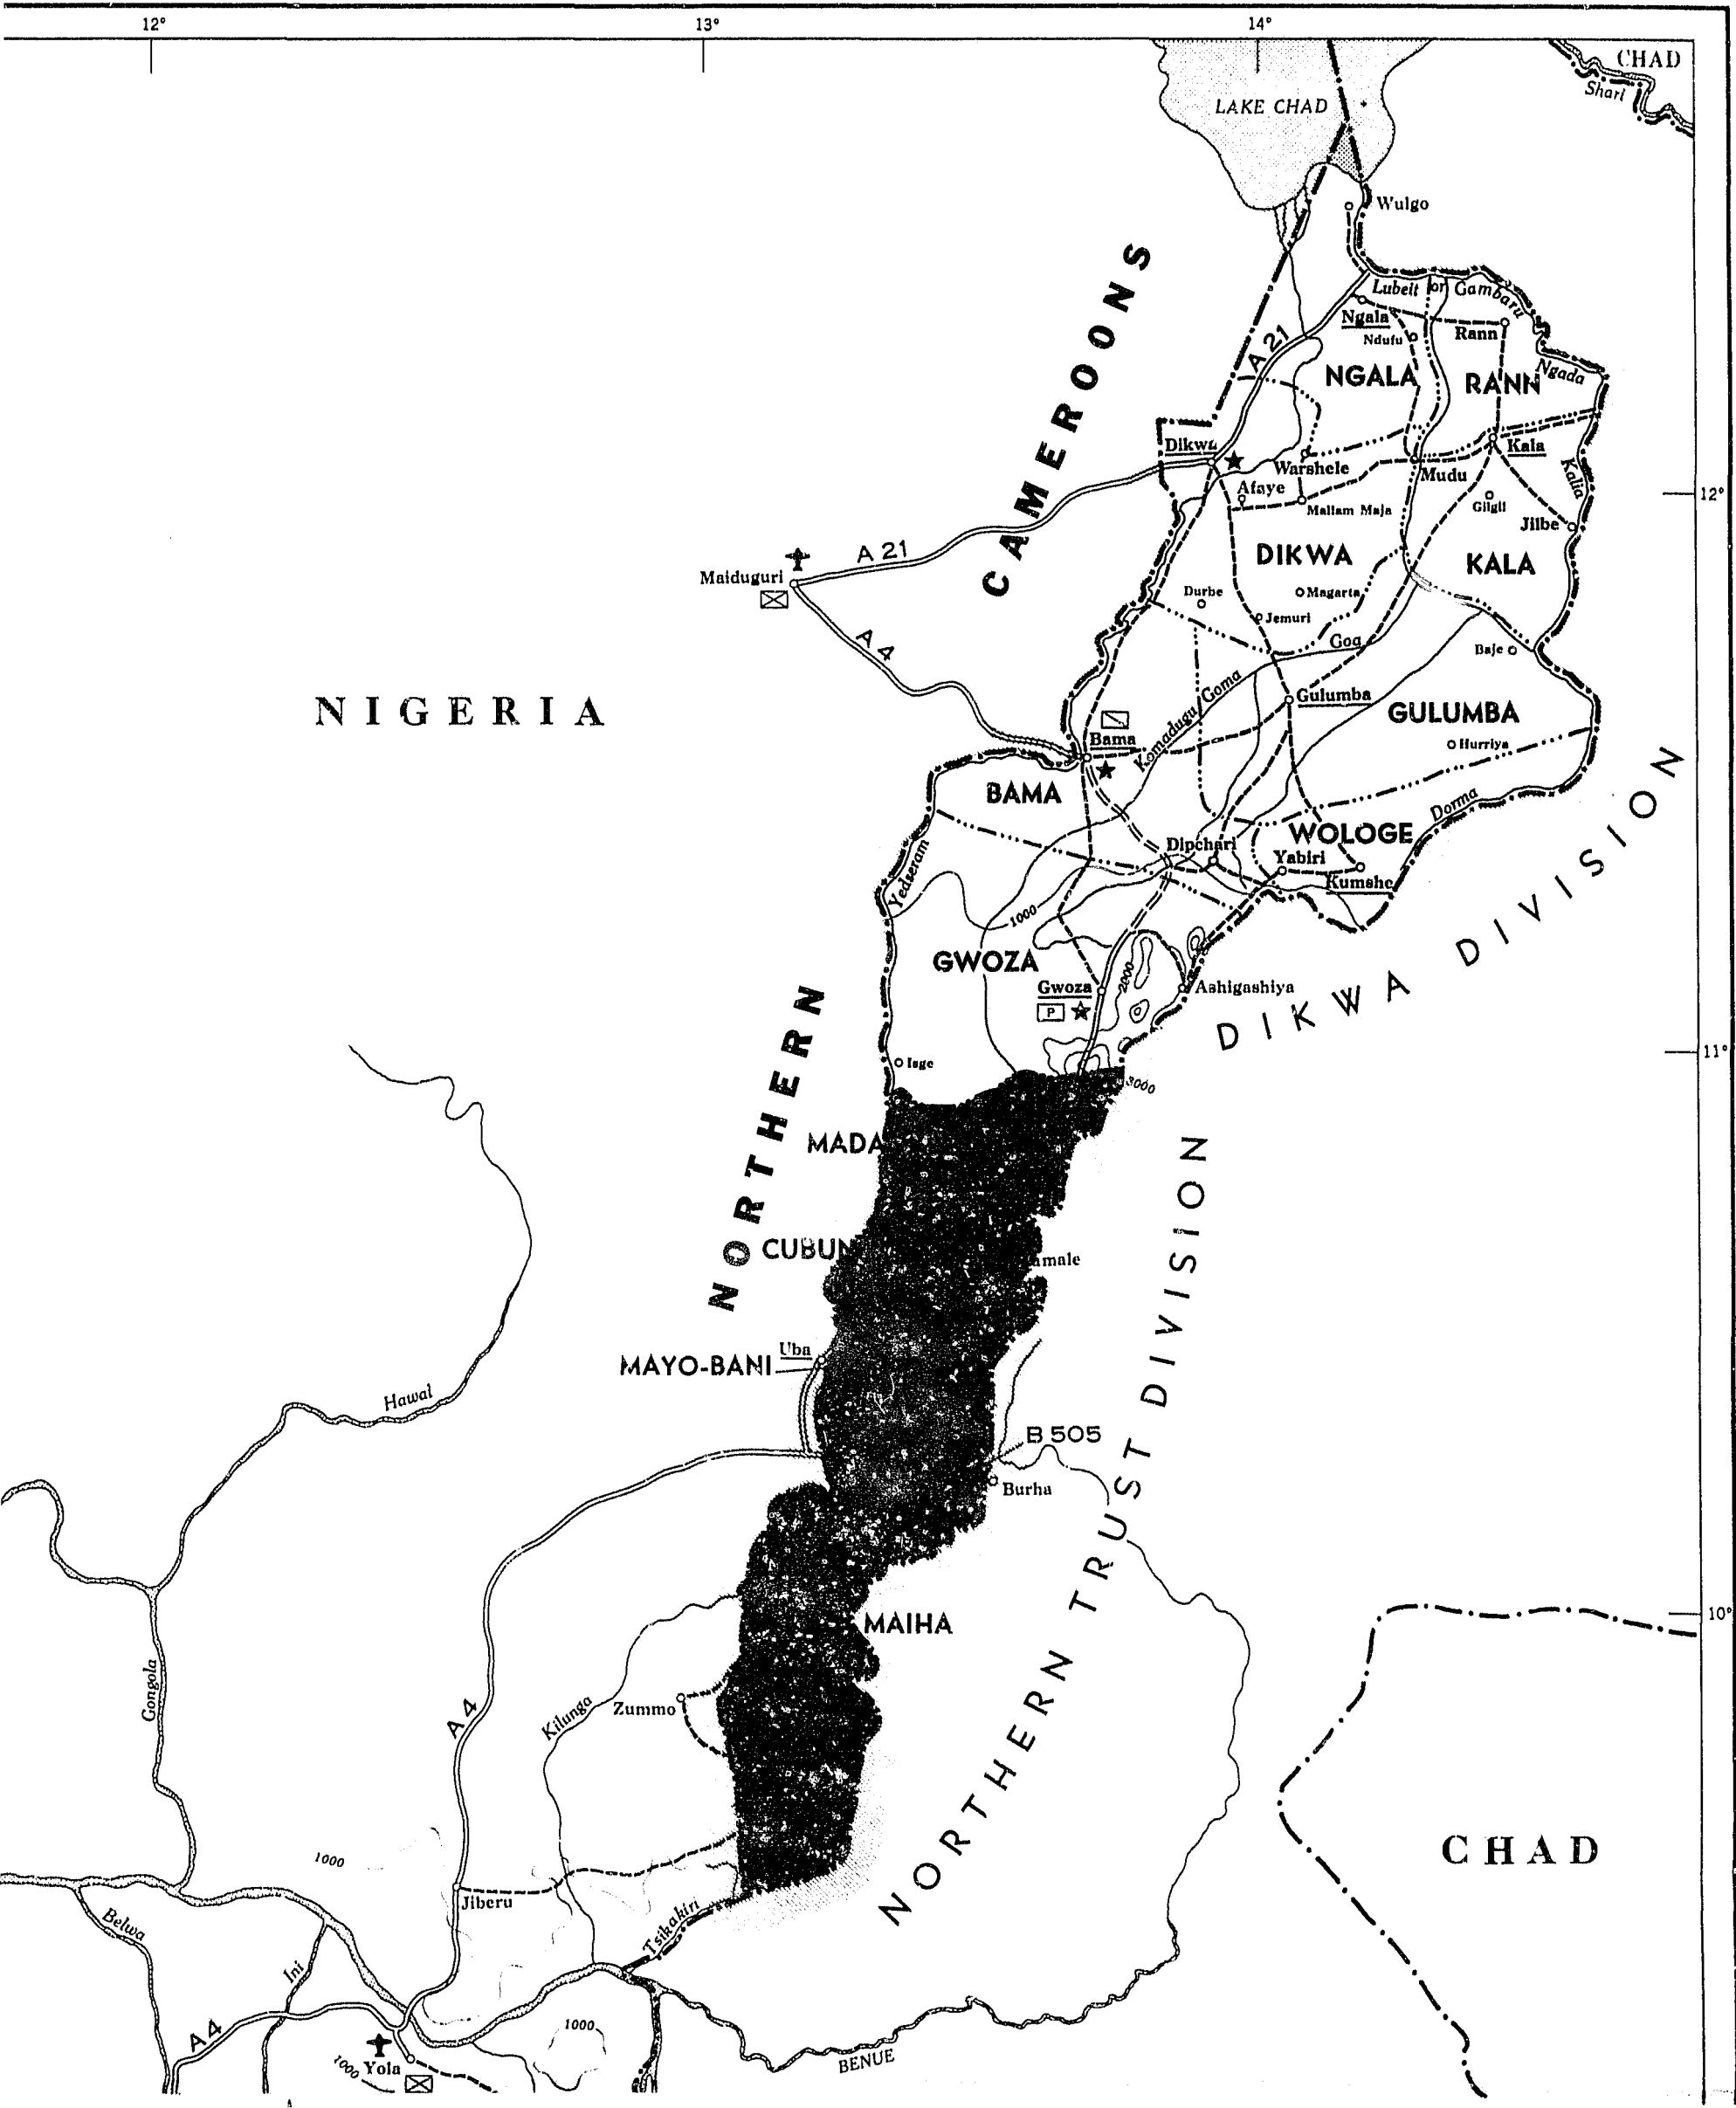 12°
13°
14°
CHAD
Shari
LAKE CHAD
Wulgo
Lubeit or Gambaru
Ngala
Ndufu
Rann
A 21
NGALA
RANN
Ngada
Dikwa
Warshele
Kala
Mudu
Kalia
12°
Afaye
Mallam Maja
Gilgil
Jilbe
A 21
DIKWA
KALA
Maiduguri
Durbe
Magarta
Jemuri
A 4
Goa
Baje
CAMEROONS
NIGERIA
Komadugu Goma
Gulumba
GULUMBA
Hurriya
Bama
BAMA
Dorma
WOLOGE
Dipchari
Yabiri
Kumshe
Yedseram
1000
GWOZA
2000
Gwoza
P
Ashigashiya
DIKWA DIVISION
11°
Isge
3000
NORTHERN
MADA
CUBUN
amale
Uba
MAYO-BANI
Hawal
B 505
Burha
NORTHERN TRUST DIVISION
10°
MAIHA
Gongola
Zummo
Kilunga
A 4
CHAD
1000
Jiberu
Belwa
Tsikakiri
Ini
A 4
1000
Yola
1000
BENUE